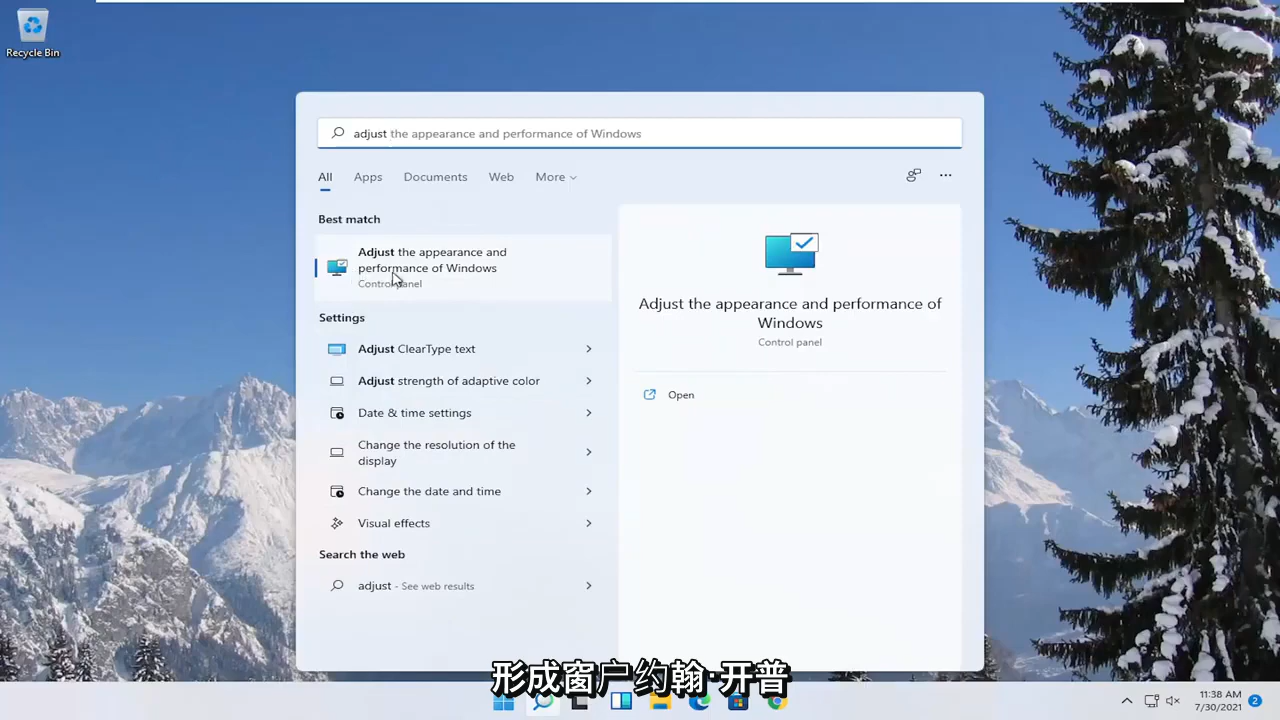 Recycle Bin
adjust the appearance and performance of Windows
All Apps Documents Web More
Best match
Adjust the appearance and
performance of Windows
Control panel
Settings
Adjust ClearType text
Adjust strength of adaptive color
Date & time settings
Change the resolution of the
display
Change the date and time
Visual effects
Search the web
adjust - See web results
Adjust the appearance and performance of
Windows
Control panel
Open
形成窗户约翰·开普
11:38 AM
7/30/2021
2